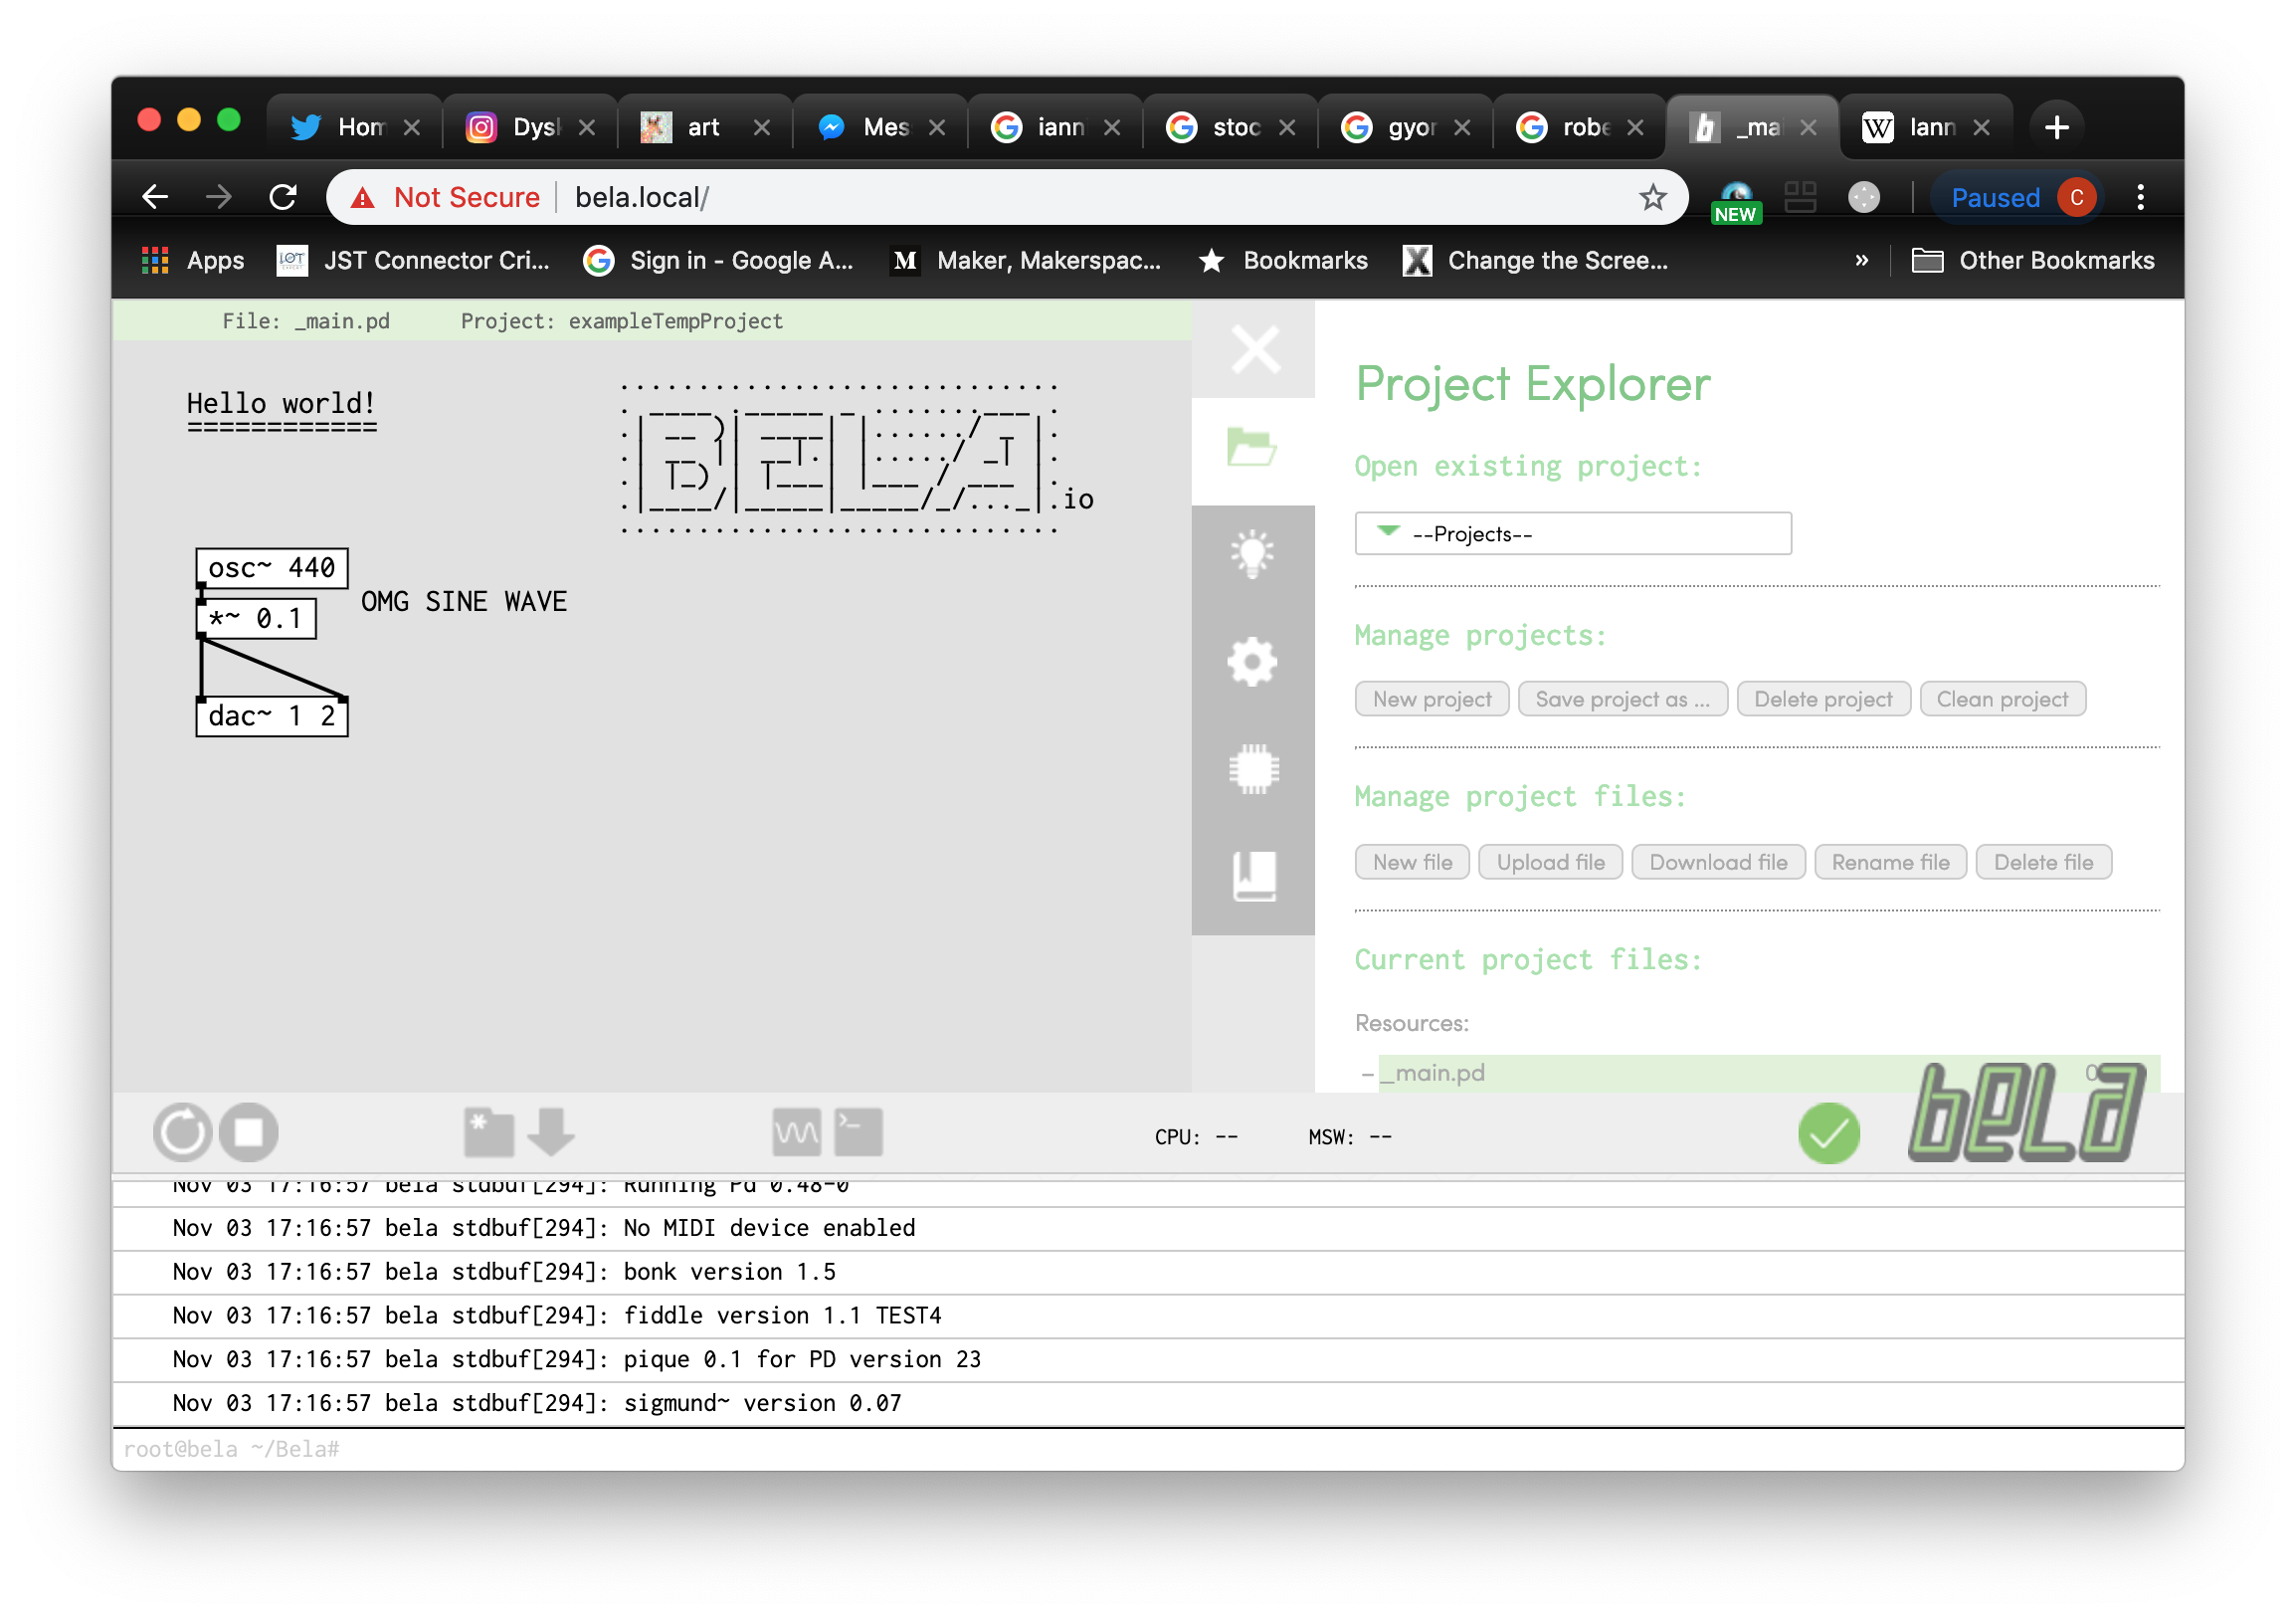 Hom
Dysk
art
Mes
iann
stoc
gyor
robe
_mai
Iann
Not Secure
bela.local/
NEW
Paused
C
Apps
JST Connector Cri...
Sign in - Google A...
Maker, Makerspac...
Bookmarks
Change the Scree...
»
Other Bookmarks
File: _main.pd Project: exampleTempProject
Hello world!
============
.io
osc~ 440
OMG SINE WAVE
*~ 0.1
dac~ 1 2
Project Explorer
Open existing project:
--Projects--
Manage projects:
New project
Save project as ...
Delete project
Clean project
Manage project files:
New file
Upload file
Download file
Rename file
Delete file
Current project files:
Resources:
– _main.pd
CPU: --
MSW: --
bela
Nov 03 17:16:57 bela stdbuf[294]: Running Pd 0.48-0
Nov 03 17:16:57 bela stdbuf[294]: No MIDI device enabled
Nov 03 17:16:57 bela stdbuf[294]: bonk version 1.5
Nov 03 17:16:57 bela stdbuf[294]: fiddle version 1.1 TEST4
Nov 03 17:16:57 bela stdbuf[294]: pique 0.1 for PD version 23
Nov 03 17:16:57 bela stdbuf[294]: sigmund~ version 0.07
root@bela ~/Bela#